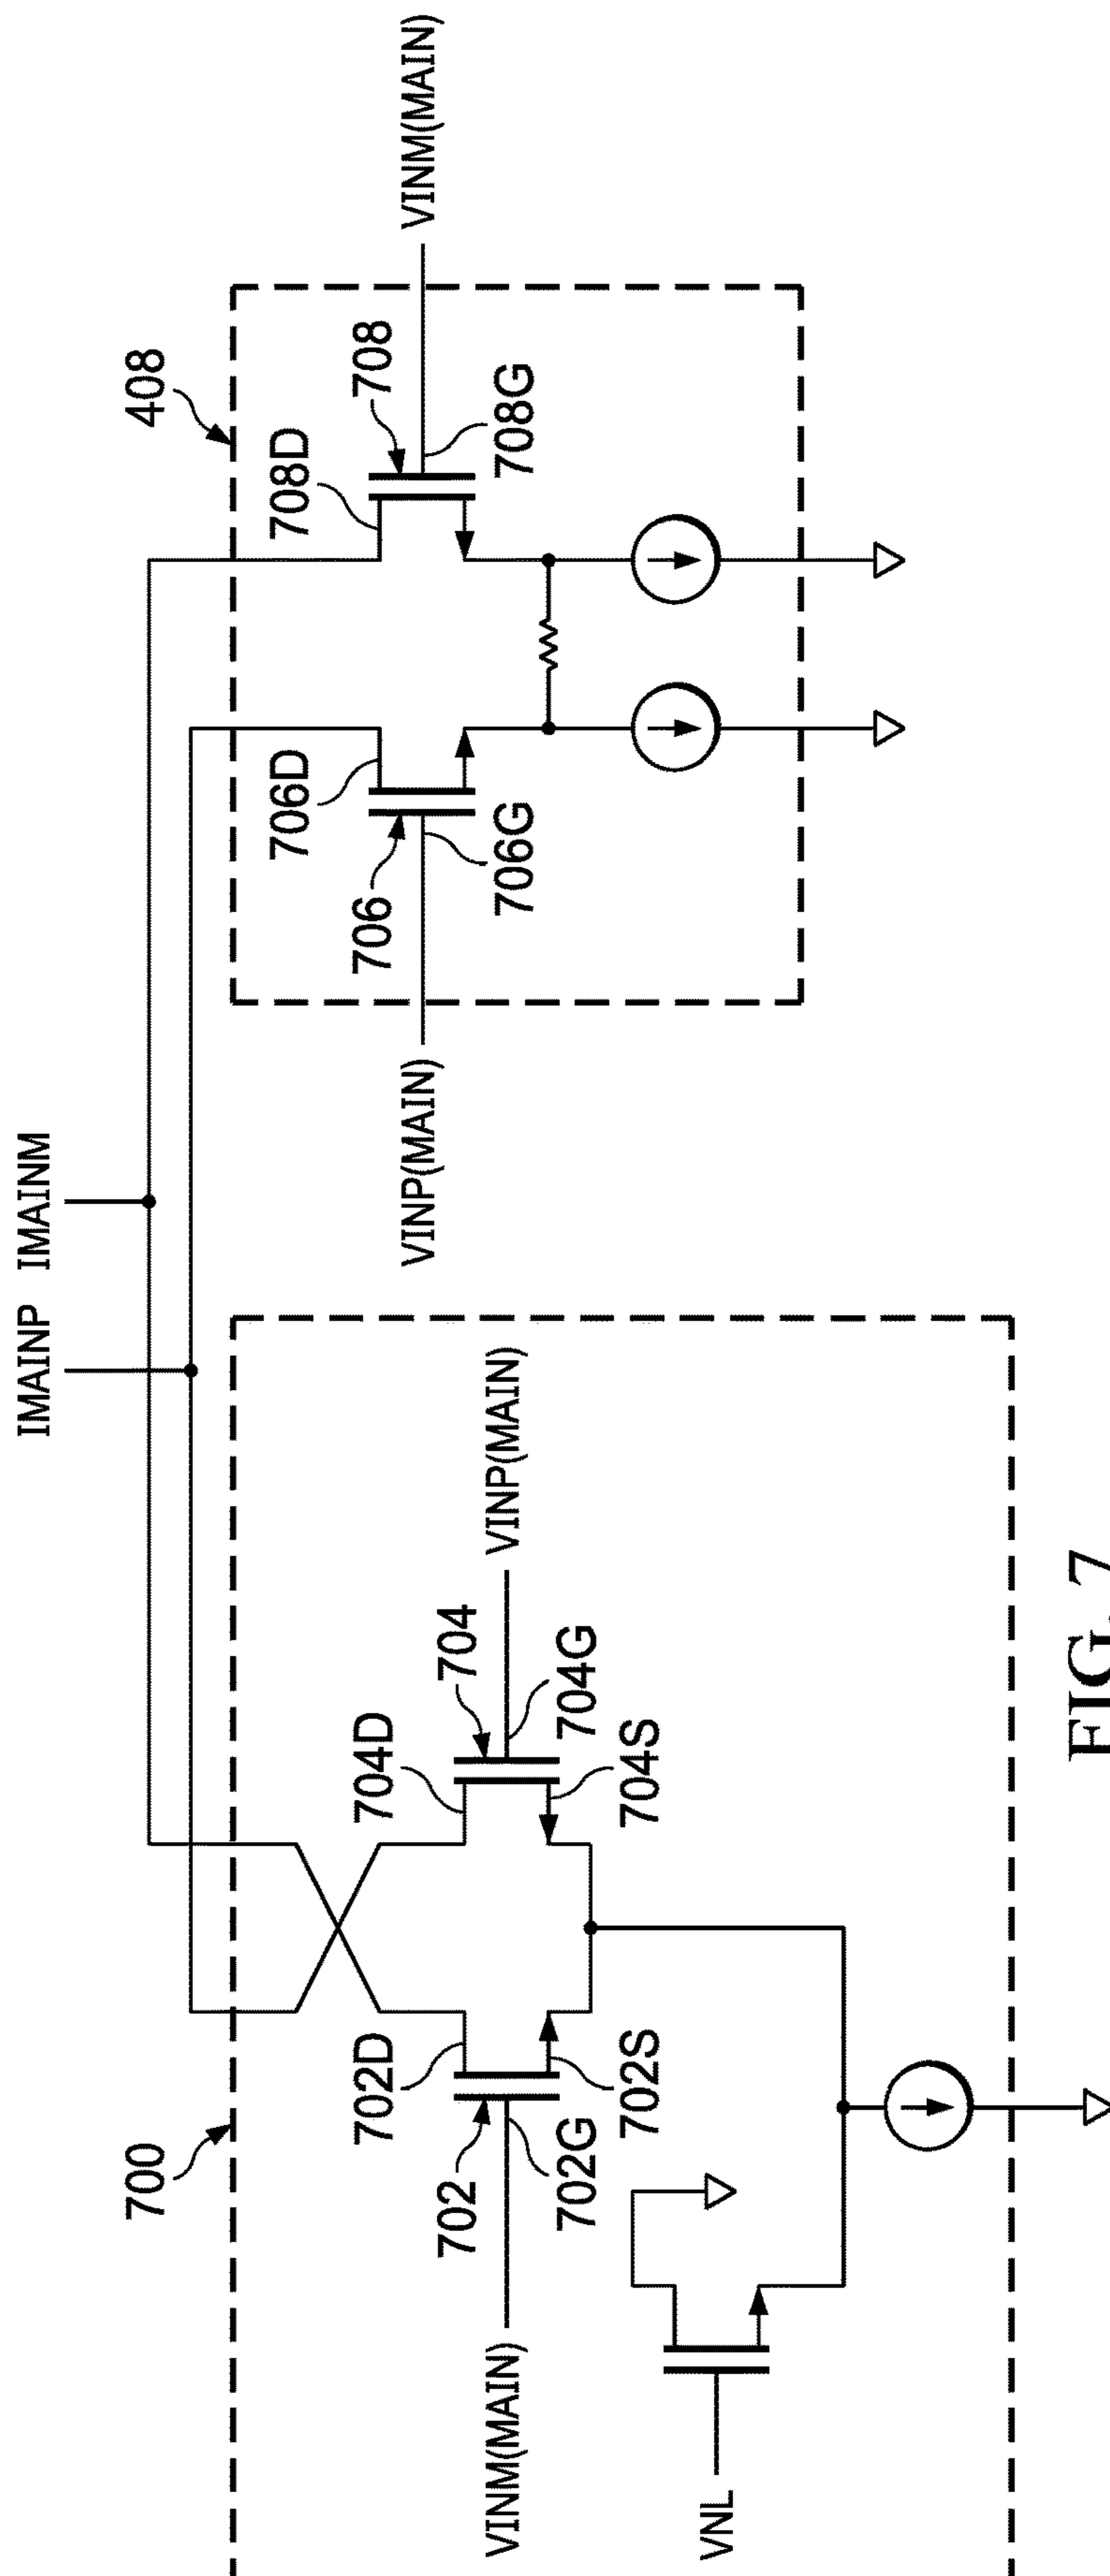 IMAINP
IMAINM
700
408
702D
704D
706D
708D
702
704
706
708
VINM(MAIN)
VINP(MAIN)
VINP(MAIN)
VINM(MAIN)
702G
704G
706G
708G
702S
704S
VNL
FIG. 7